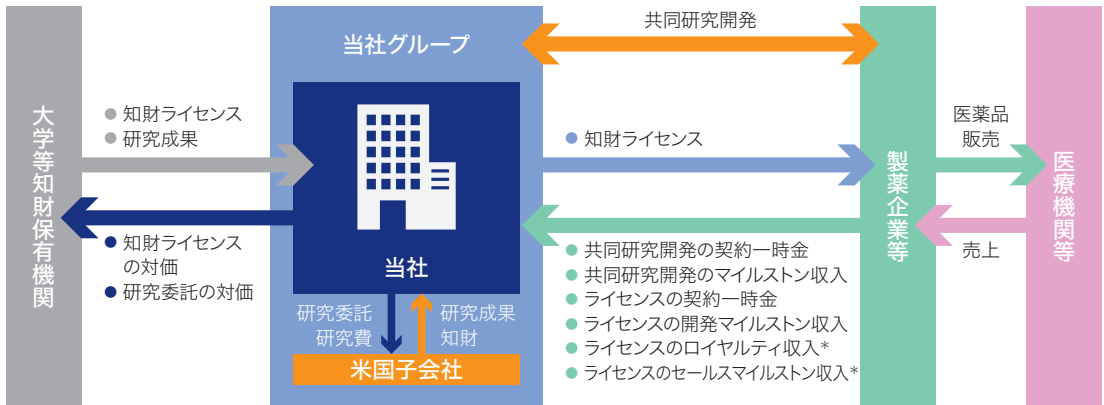 大学等知財保有機関
● 知財ライセンス
● 研究成果
● 知財ライセンス
の対価
● 研究委託の対価
当社グループ
当社
研究委託
研究費
研究成果
知財
米国子会社
共同研究開発
● 知財ライセンス
● 共同研究開発の契約一時金
● 共同研究開発のマイルストン収入
● ライセンスの契約一時金
● ライセンスの開発マイルストン収入
● ライセンスのロイヤルティ収入*
● ライセンスのセールスマイルストン収入*
製薬企業等
医薬品
販売
売上
医療機関等